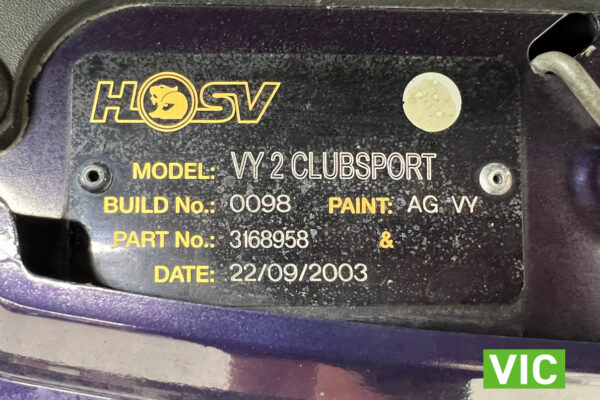 HSV
MODEL: VY 2 CLUBSPORT
BUILD No.: 0098 PAINT: AG VY
PART No.: 3168958 &
DATE: 22/09/2003
VIC